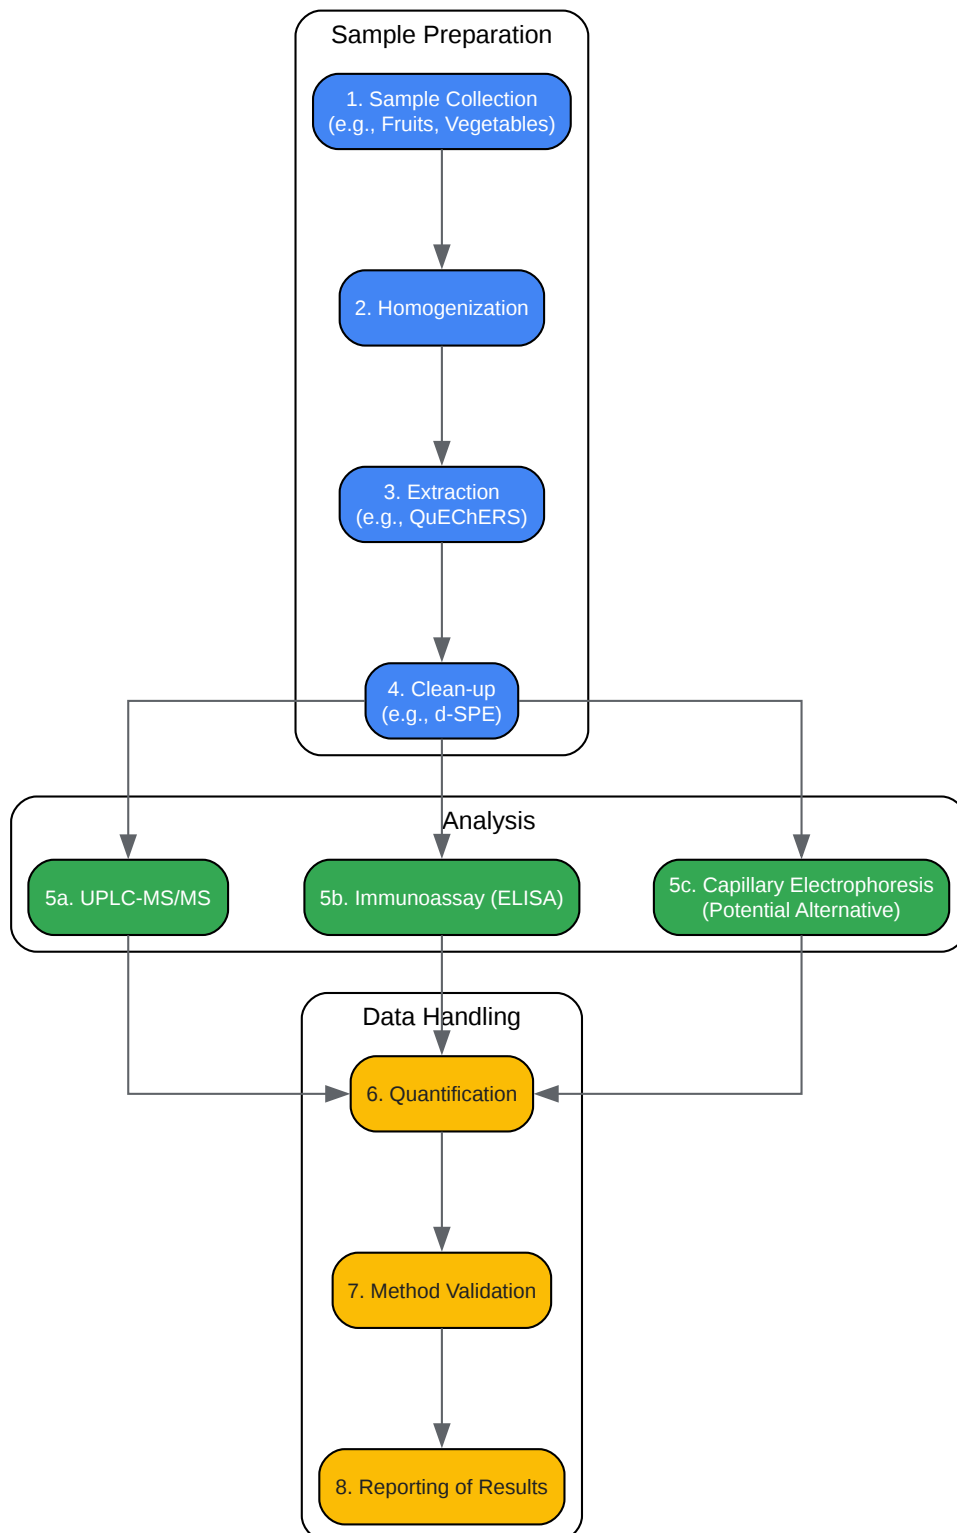 Sample Preparation
1. Sample Collection
(e.g., Fruits, Vegetables)
2. Homogenization
3. Extraction
(e.g., QuEChERS)
4. Clean-up
(e.g., d-SPE)
Analysis
5a. UPLC-MS/MS
5b. Immunoassay (ELISA)
5c. Capillary Electrophoresis
(Potential Alternative)
Data Handling
6. Quantification
7. Method Validation
8. Reporting of Results